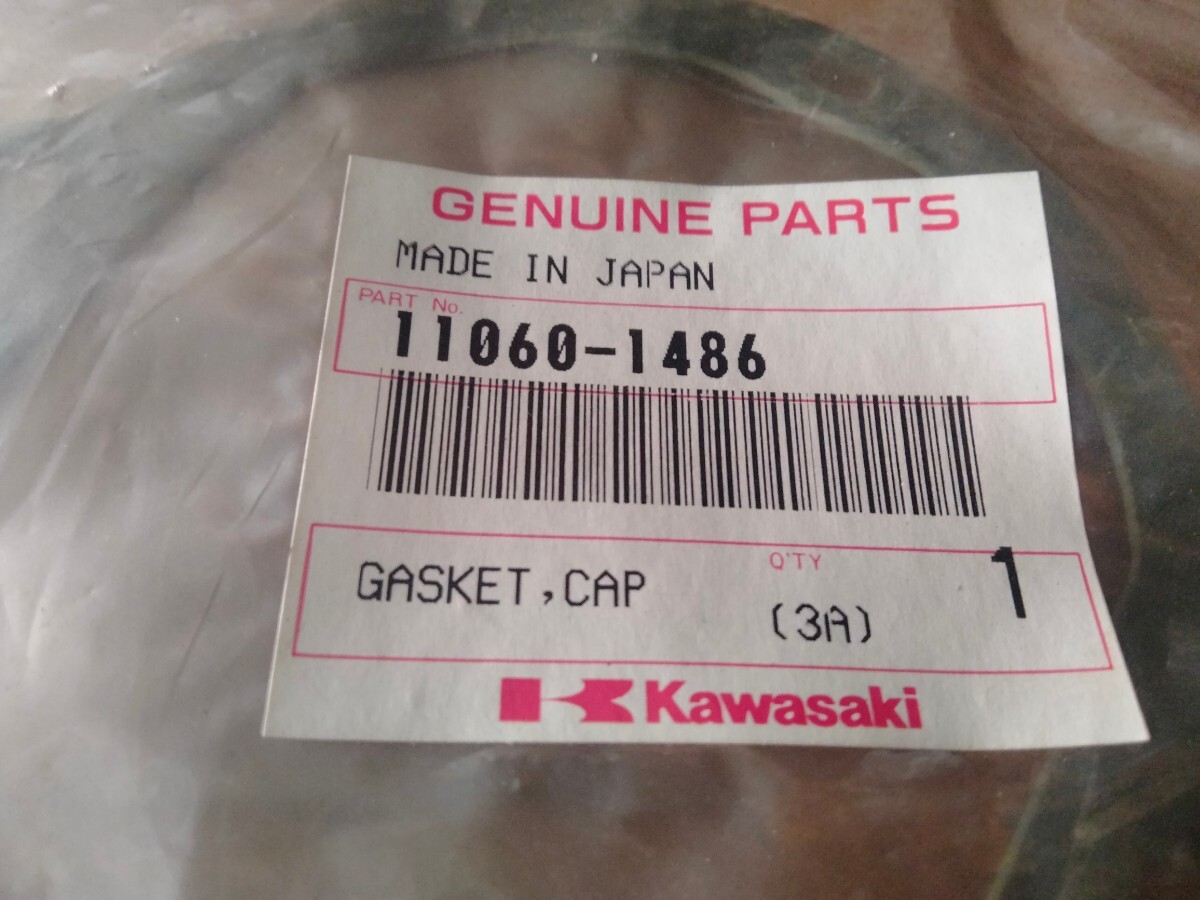 GENUINE PARTS
MADE IN JAPAN
PART No.
11060-1486
GASKET,CAP
Q'TY
1
(3A)
Kawasaki